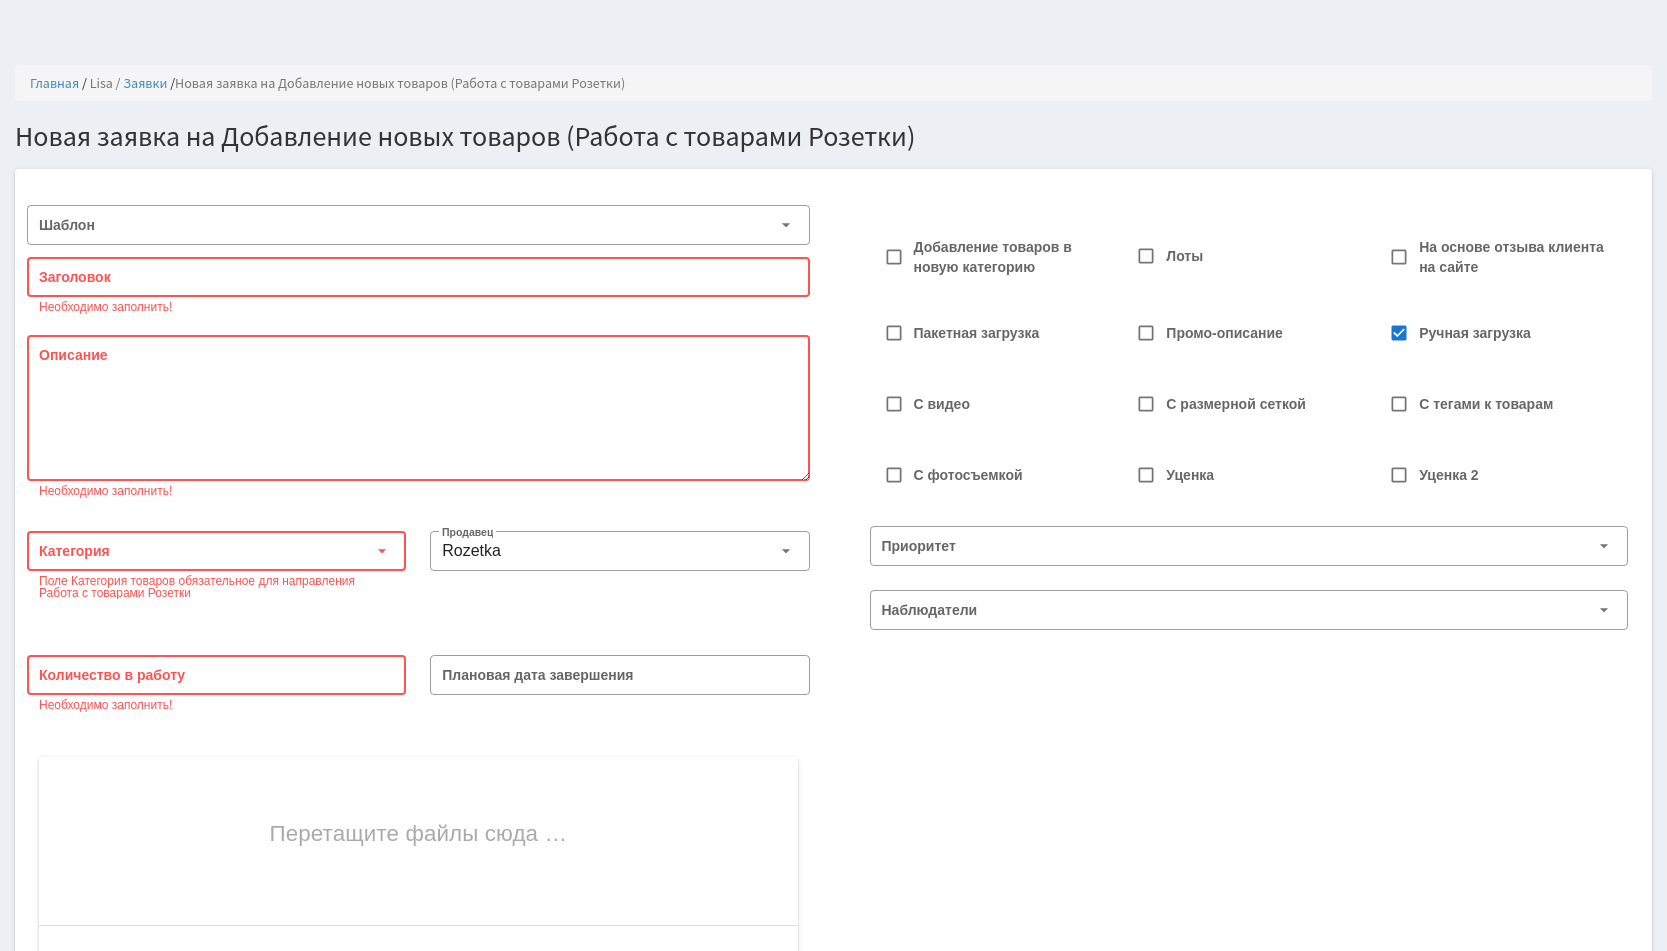 Главная / Lisa / Заявки /Новая заявка на Добавление новых товаров (Работа с товарами Розетки)
Новая заявка на Добавление новых товаров (Работа с товарами Розетки)
Шаблон
Заголовок
Необходимо заполнить!
Описание
Необходимо заполнить!
Категория
Поле Категория товаров обязательное для направления
Работа с товарами Розетки
Продавец
Rozetka
Количество в работу
Необходимо заполнить!
Плановая дата завершения
Перетащите файлы сюда …
Добавление товаров в
новую категорию
Лоты
На основе отзыва клиента
на сайте
Пакетная загрузка
Промо-описание
Ручная загрузка
С видео
С размерной сеткой
С тегами к товарам
С фотосъемкой
Уценка
Уценка 2
Приоритет
Наблюдатели